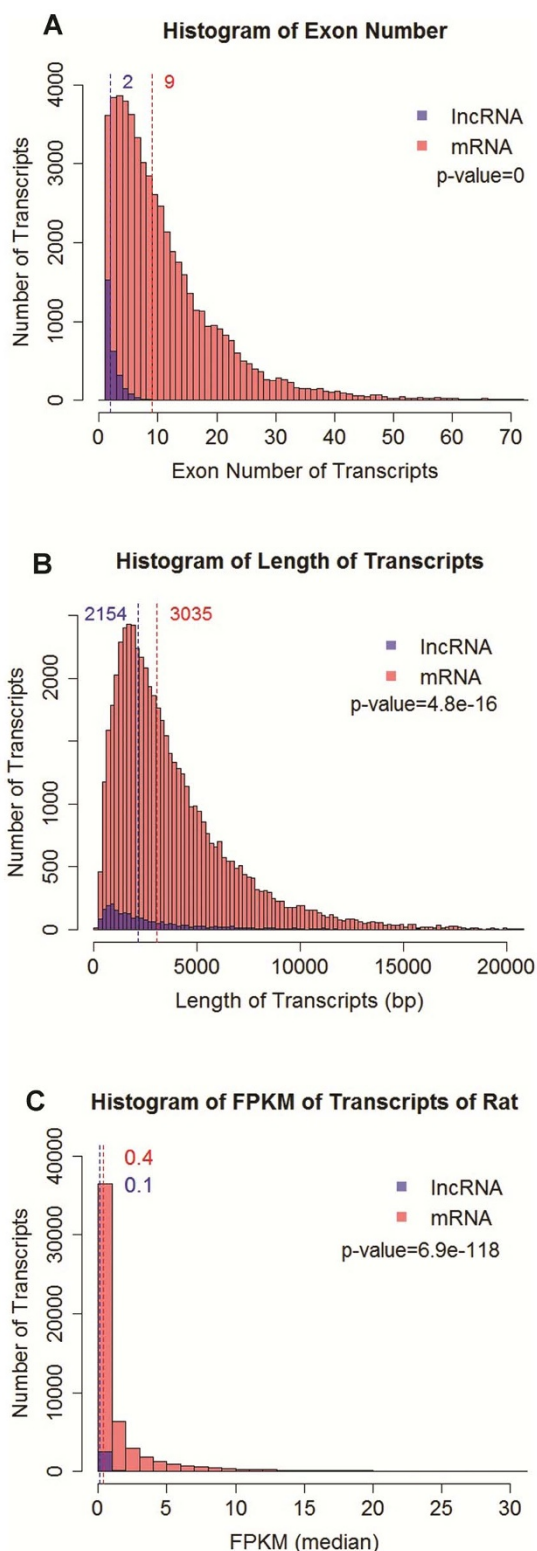 A
Histogram of Exon Number
2 9
lncRNA
mRNA
p-value=0
Number of Transcripts
0 1000 2000 3000 4000
0 10 20 30 40 50 60 70
Exon Number of Transcripts
B
Histogram of Length of Transcripts
2154 3035
lncRNA
mRNA
p-value=4.8e-16
Number of Transcripts
0 500 1000 2000
0 5000 10000 15000 20000
Length of Transcripts (bp)
C
Histogram of FPKM of Transcripts of Rat
0.4
0.1
lncRNA
mRNA
p-value=6.9e-118
Number of Transcripts
0 10000 20000 30000 40000
0 5 10 15 20 25 30
FPKM (median)